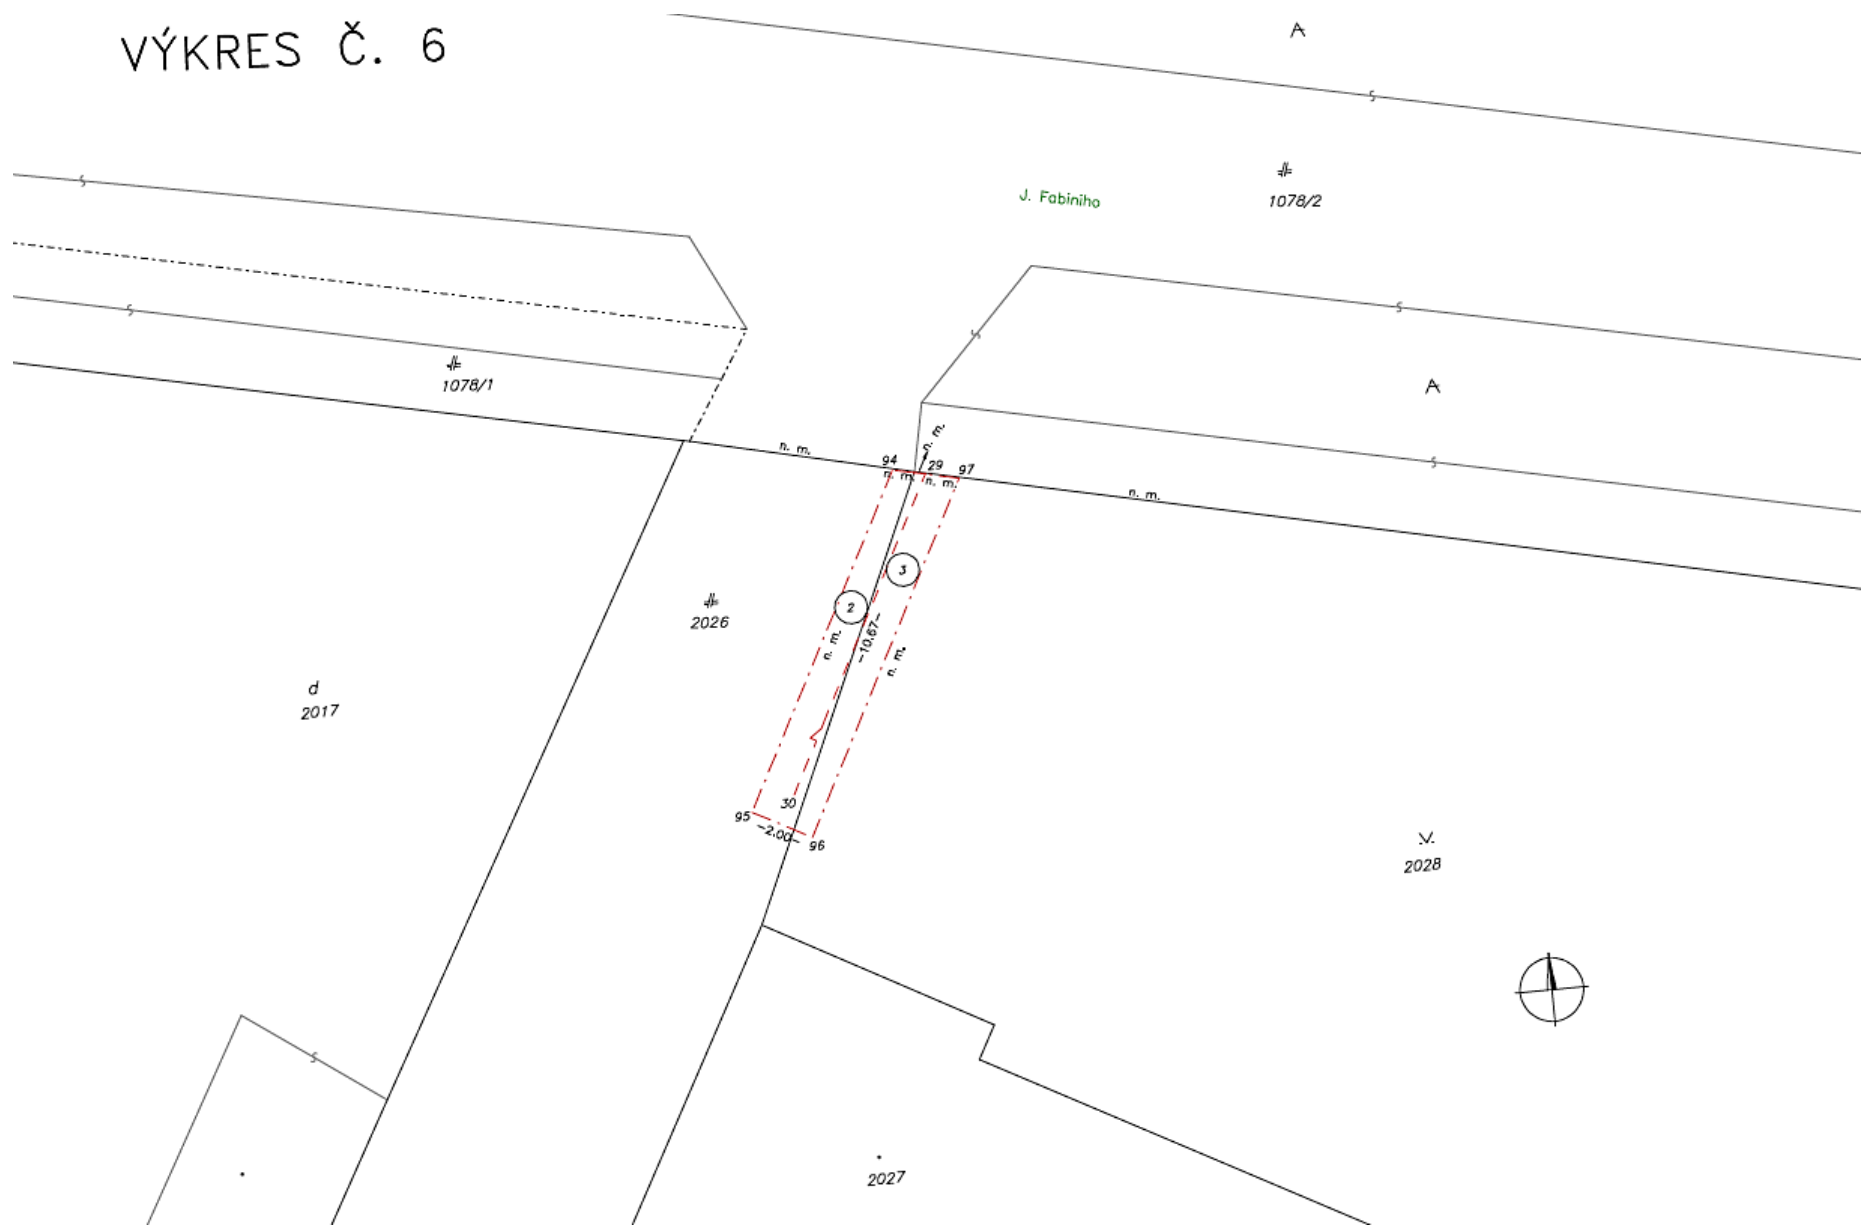 VÝKRES Č. 6
A
1078/2
J. Fabiniho
1078/1
A
n. m.
n. m.
94
29
97
n. m.
n. m.
n. m.
3
2
2026
-10.67-
n. m.
n. m.
d
2017
30
95
-2.00-
96
V
2028
2027